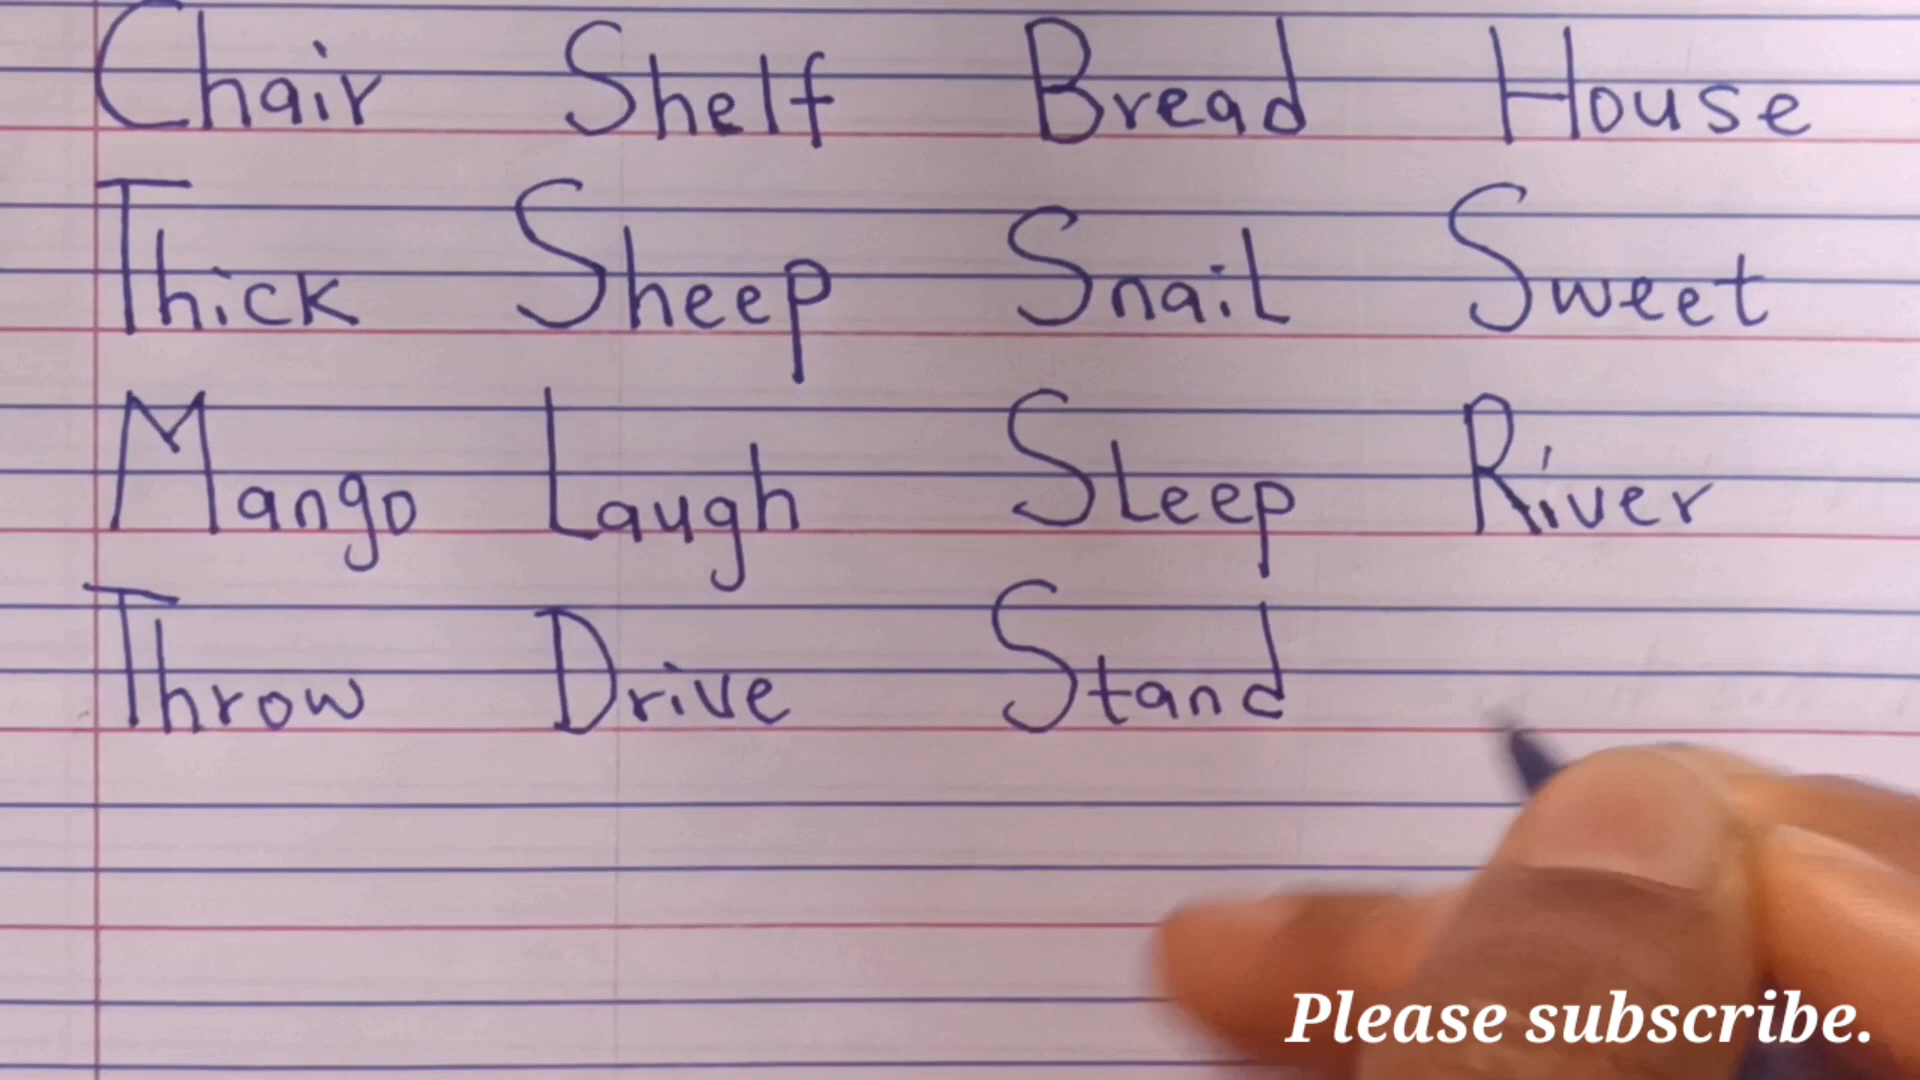 Chair Shelf Bread House
Thick Sheep Snail Sweet
Mango Laugh Sleep River
Throw Drive Stand
Please subscribe.